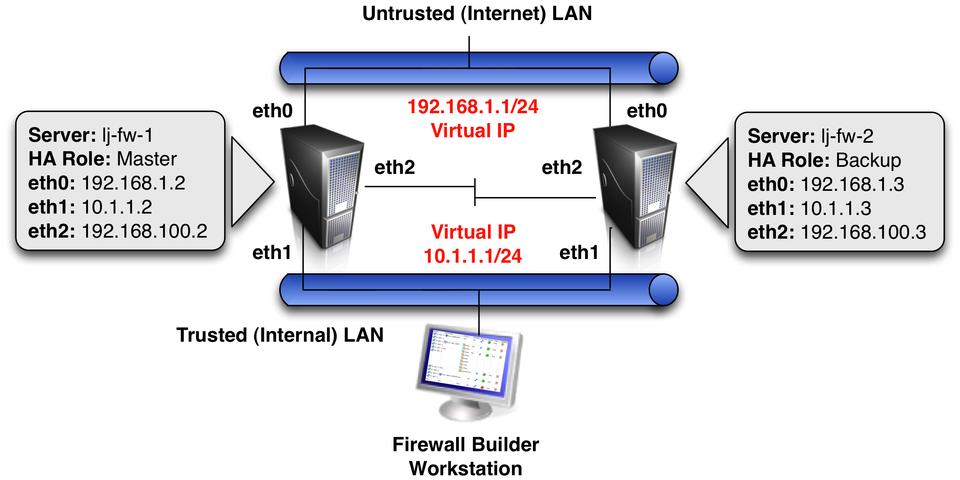 Untrusted (Internet) LAN
eth0
192.168.1.1/24
Virtual IP
eth0
Server: lj-fw-1
HA Role: Master
eth0: 192.168.1.2
eth1: 10.1.1.2
eth2: 192.168.100.2
eth2
eth2
Server: lj-fw-2
HA Role: Backup
eth0: 192.168.1.3
eth1: 10.1.1.3
eth2: 192.168.100.3
eth1
Virtual IP
10.1.1.1/24
eth1
Trusted (Internal) LAN
Firewall Builder
Workstation